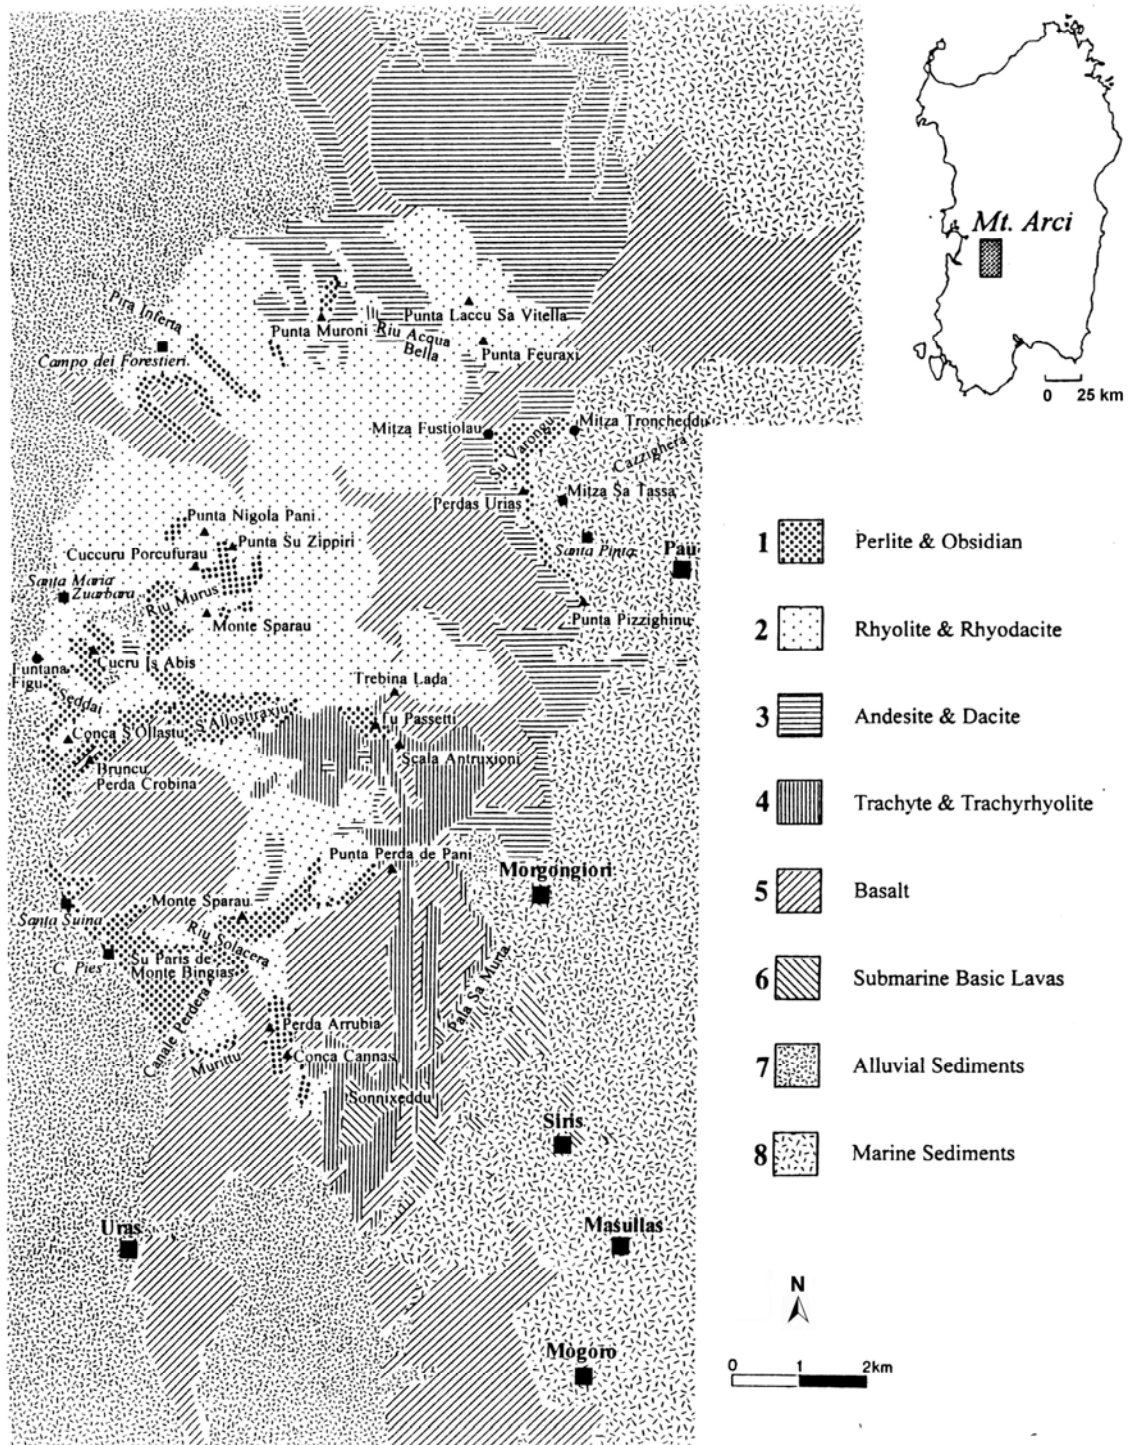 Mt. Arci
0 25 km
Pira Inferta
Punta Muroni
Riu Acqua
Bella
Punta Laccu Sa Vitella
Punta Feuraxi
Campo dei Forestieri
Mitza Fustiolau
Mitza Troncheddu
Su Varongu
Cazzighera
Perdas Urias
Mitza Sa Tassa
Santa Pinta
Pau
Punta Nigola Pani
Punta Su Zippiri
Cuccuru Porcufurau
Santa Maria
Zuarbara
Riu Murus
Monte Sparau
Punta Pizzighinu
Funtana
Figu
Cucru Is Abis
Seddai
Trebina Lada
S'Allostiraxiu
Tu Passetti
Conca S'Ollastu
Scala Antruxioni
Bruncu
Perda Crobina
Punta Perda de Pani
Morgongiori
Monte Sparau
Santa Suina
Riu Solacera
C. Pies
Su Paris de
Monte Bingias
Pala Sa Murta
Canale Perdera
Perda Arrubia
Murittu
Conca Cannas
Sonnixeddu
Siris
Uras
Masullas
Mogoro
1 Perlite & Obsidian
2 Rhyolite & Rhyodacite
3 Andesite & Dacite
4 Trachyte & Trachyrhyolite
5 Basalt
6 Submarine Basic Lavas
7 Alluvial Sediments
8 Marine Sediments
N
0 1 2km